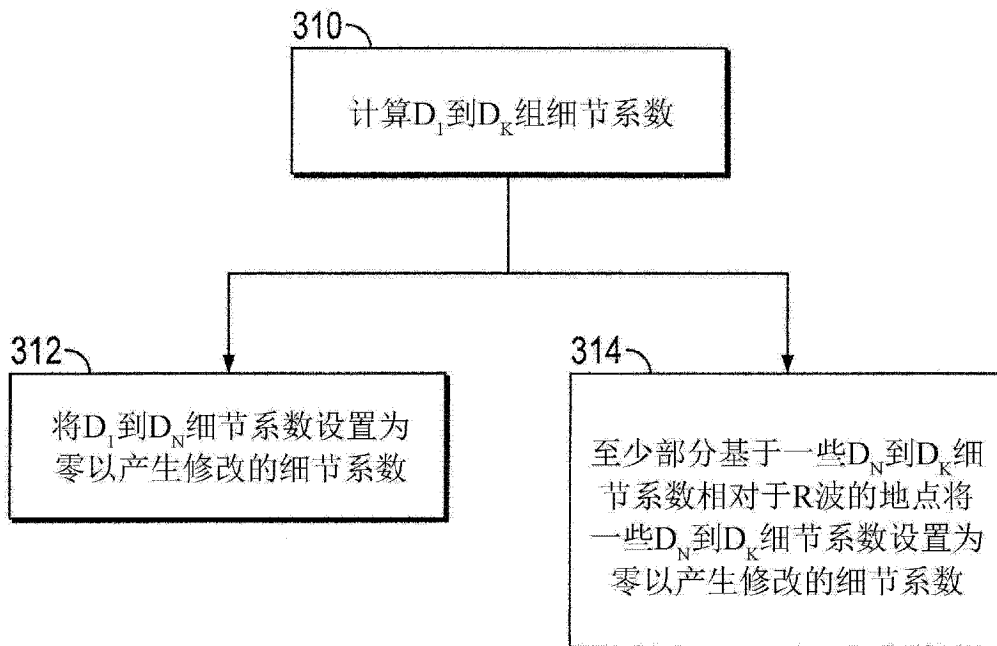 310
计算D₁到Dₖ组细节系数
312
将D₁到D_N细节系数设置为
零以产生修改的细节系数
314
至少部分基于一些D_N到Dₖ细
节系数相对于R波的地点将
一些D_N到Dₖ细节系数设置为
零以产生修改的细节系数